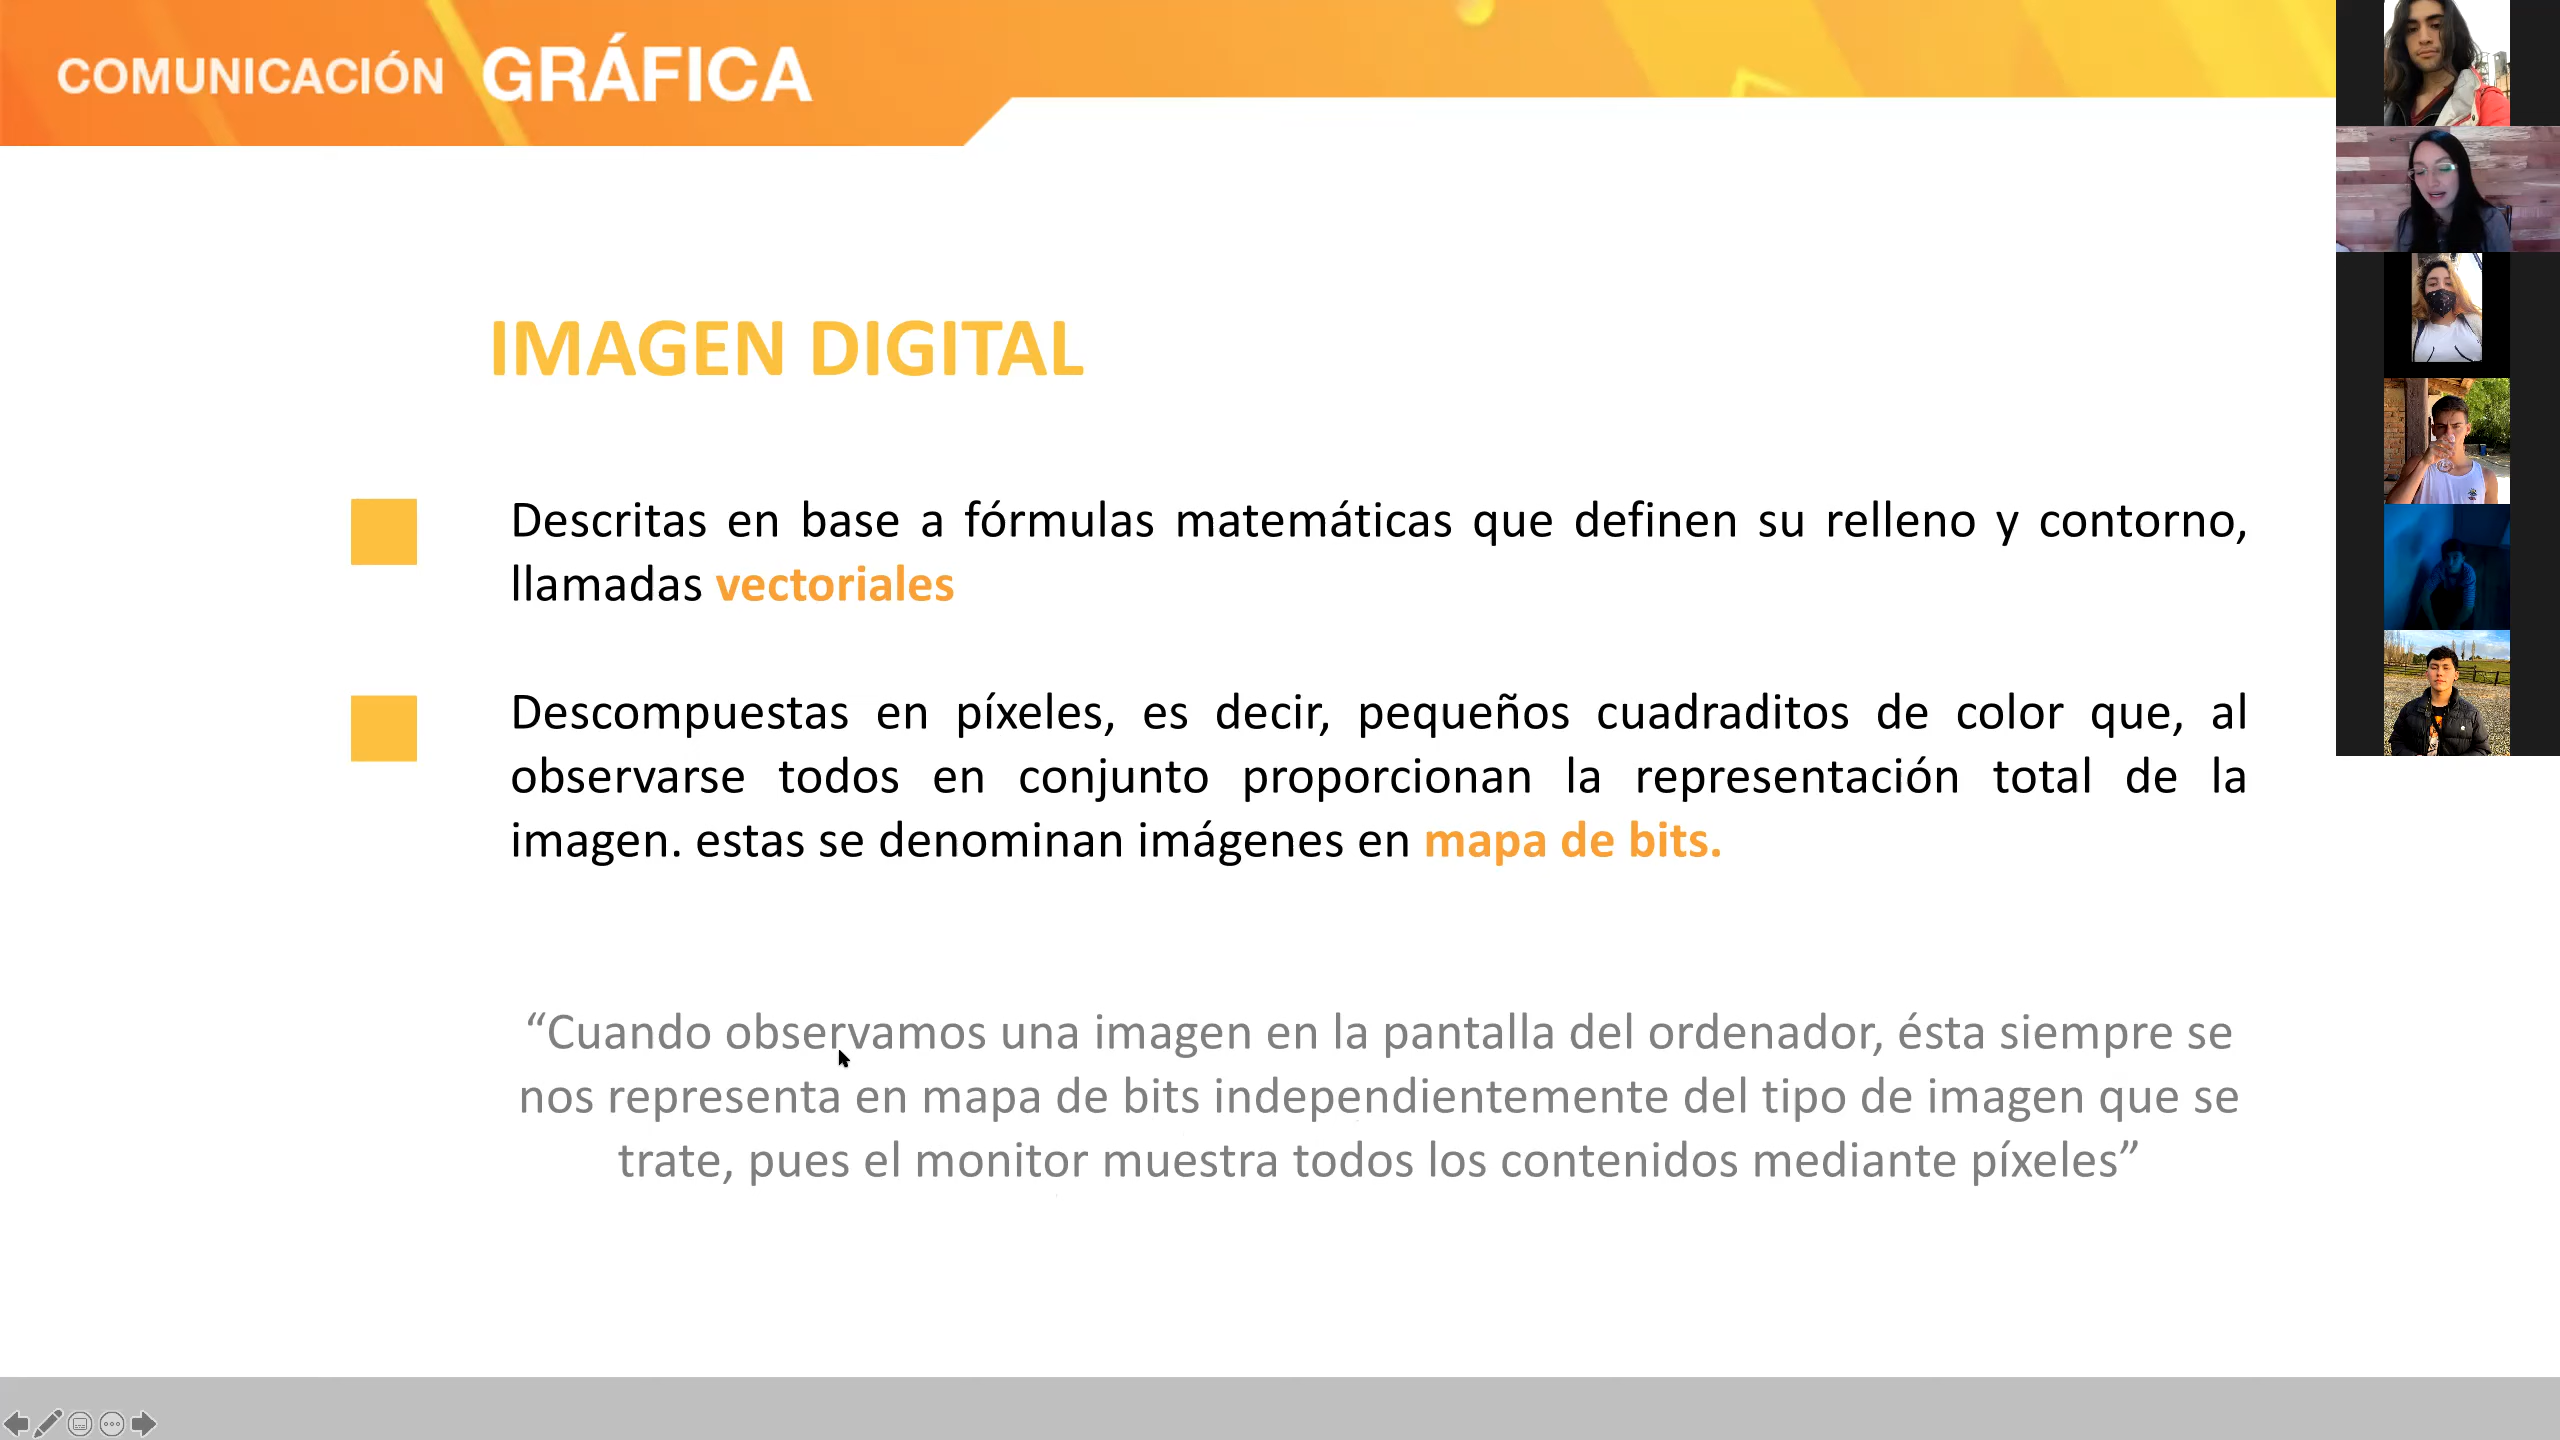 COMUNICACIÓN GRÁFICA
IMAGEN DIGITAL
Descritas en base a fórmulas matemáticas que definen su relleno y contorno,
llamadas vectoriales
Descompuestas en píxeles, es decir, pequeños cuadraditos de color que, al
observarse todos en conjunto proporcionan la representación total de la
imagen. estas se denominan imágenes en mapa de bits.
“Cuando observamos una imagen en la pantalla del ordenador, ésta siempre se
nos representa en mapa de bits independientemente del tipo de imagen que se
trate, pues el monitor muestra todos los contenidos mediante píxeles”